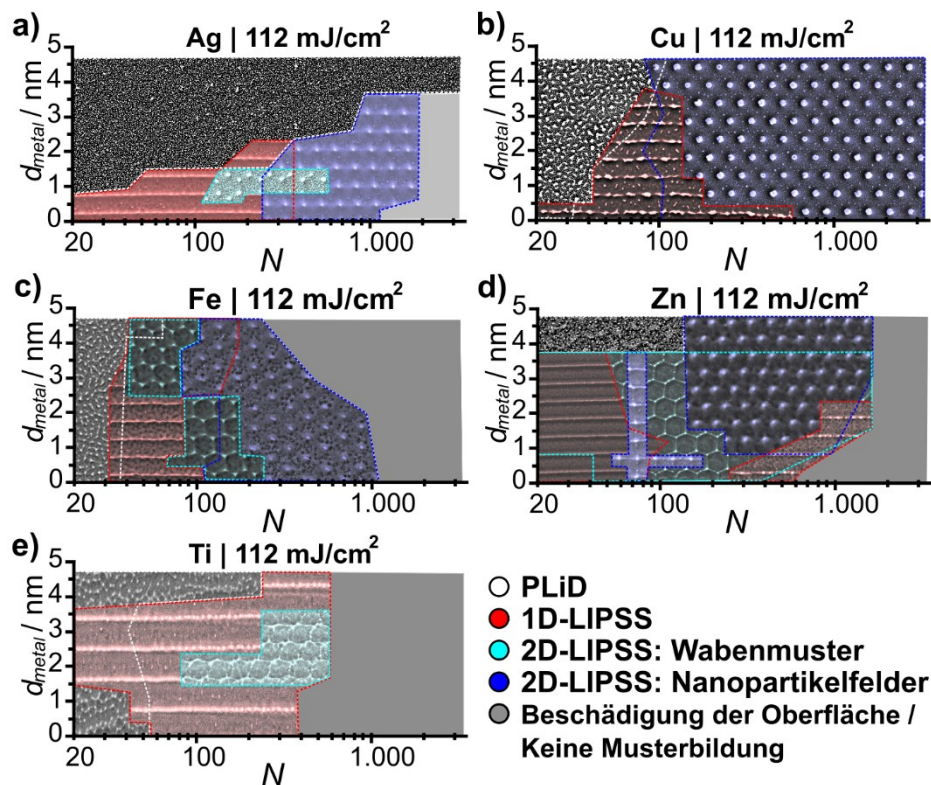 a)
Ag | 112 mJ/cm²
d_metal / nm
5
4
3
2
1
0
20 100 1.000
N
b)
Cu | 112 mJ/cm²
d_metal / nm
5
4
3
2
1
0
20 100 1.000
N
c)
Fe | 112 mJ/cm²
d_metal / nm
5
4
3
2
1
0
20 100 1.000
N
d)
Zn | 112 mJ/cm²
d_metal / nm
5
4
3
2
1
0
20 100 1.000
N
e)
Ti | 112 mJ/cm²
d_metal / nm
5
4
3
2
1
0
20 100 1.000
N
PLiD
1D-LIPSS
2D-LIPSS: Wabenmuster
2D-LIPSS: Nanopartikelfelder
Beschädigung der Oberfläche /
Keine Musterbildung